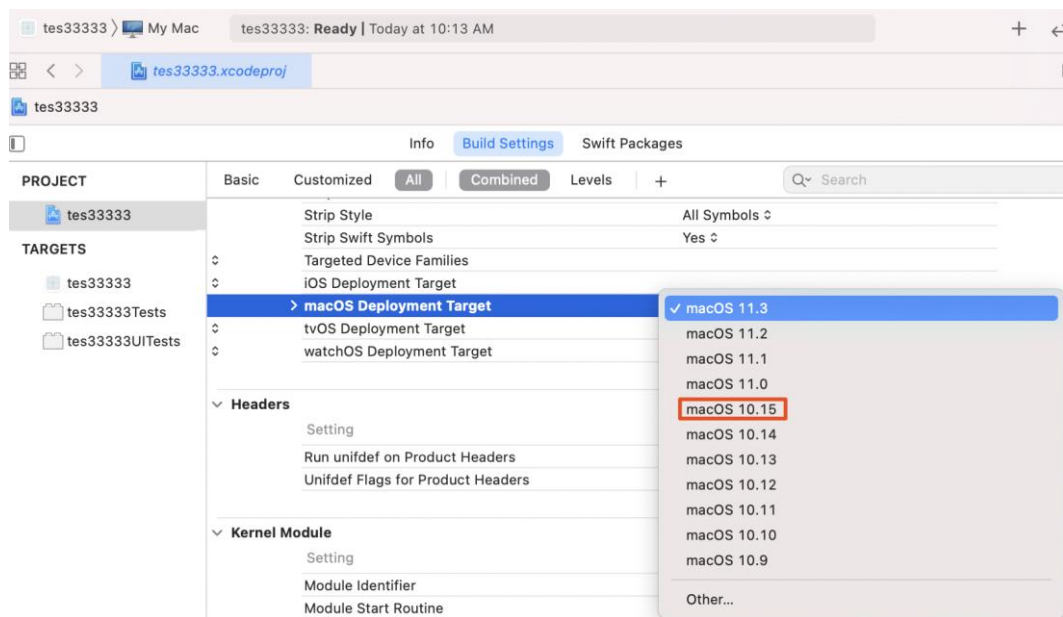 tes33333 〉 My Mac tes33333: Ready | Today at 10:13 AM
tes33333.xcodeproj
tes33333
Info Build Settings Swift Packages
PROJECT Basic Customized All Combined Levels + Search
tes33333 Strip Style All Symbols
Strip Swift Symbols Yes
TARGETS Targeted Device Families
tes33333 iOS Deployment Target
tes33333Tests macOS Deployment Target ✓ macOS 11.3
tvOS Deployment Target macOS 11.2
tes33333UITests watchOS Deployment Target macOS 11.1
macOS 11.0
Headers macOS 10.15
Setting macOS 10.14
Run unifdef on Product Headers macOS 10.13
Unifdef Flags for Product Headers macOS 10.12
macOS 10.11
Kernel Module macOS 10.10
Setting macOS 10.9
Module Identifier
Module Start Routine Other...